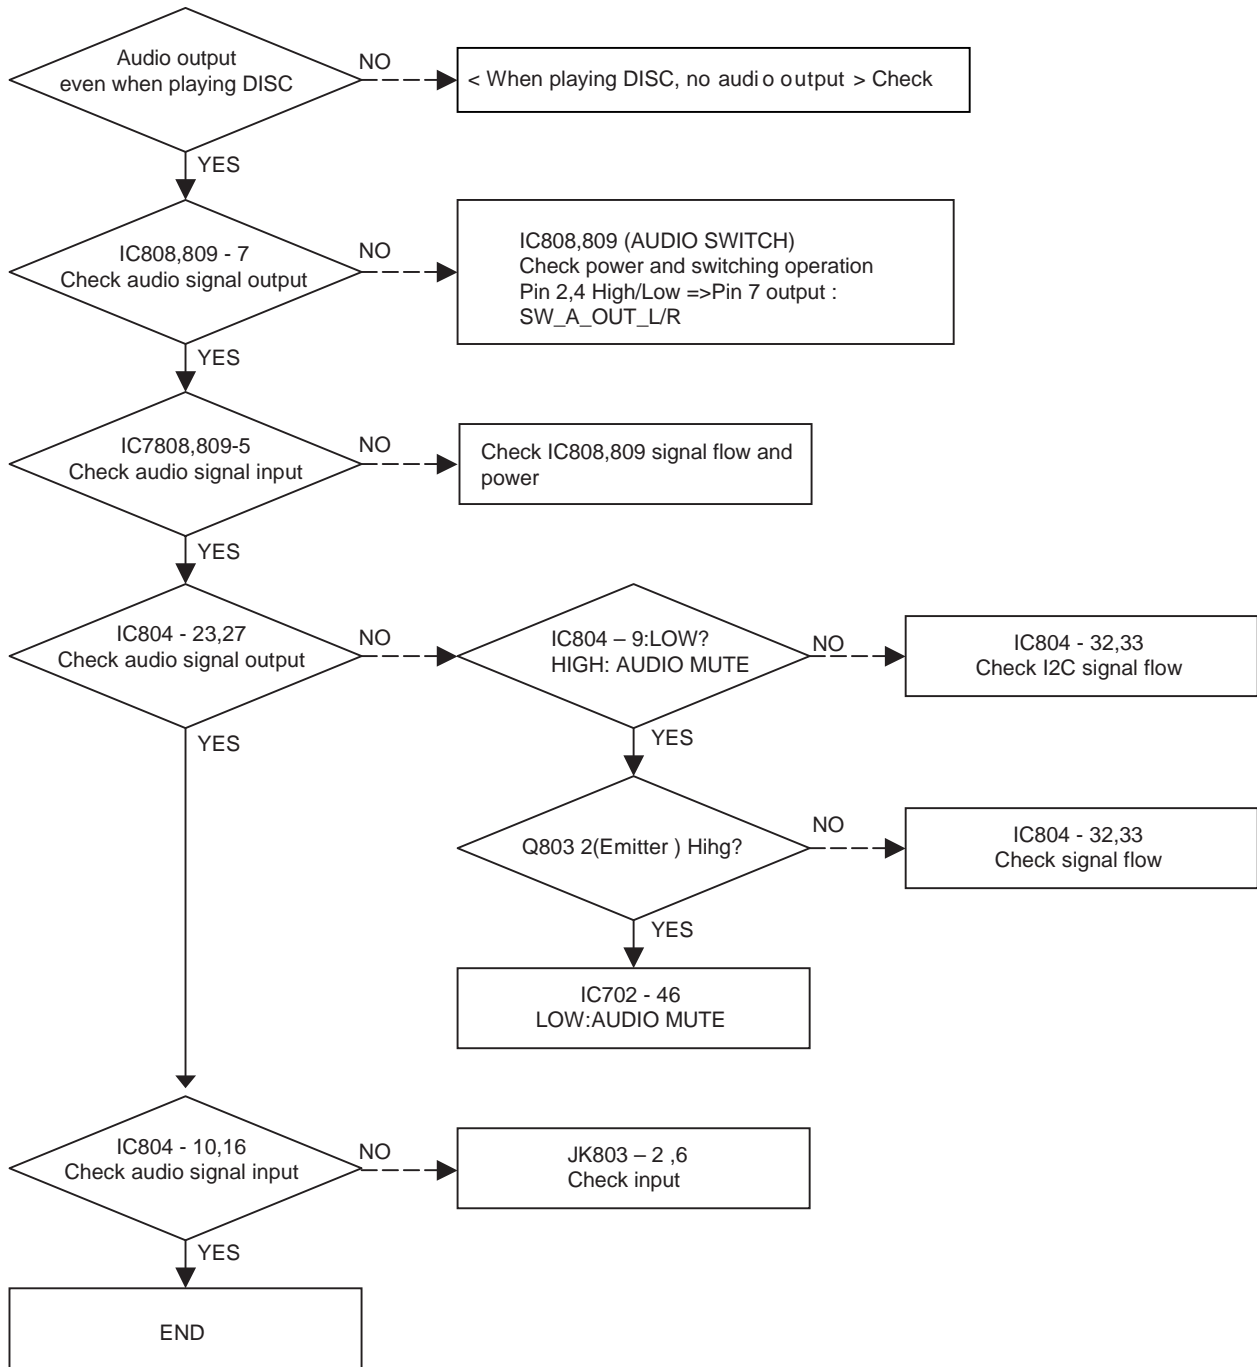 Audio output
even when playing DISC
NO
< When playing DISC, no audio output > Check
YES
IC808,809 - 7
Check audio signal output
NO
IC808,809 (AUDIO SWITCH)
Check power and switching operation
Pin 2,4 High/Low =>Pin 7 output :
SW_A_OUT_L/R
YES
IC7808,809-5
Check audio signal input
NO
Check IC808,809 signal flow and
power
YES
IC804 - 23,27
Check audio signal output
NO
IC804 – 9:LOW?
HIGH: AUDIO MUTE
NO
IC804 - 32,33
Check I2C signal flow
YES
YES
Q803 2(Emitter ) Hihg?
NO
IC804 - 32,33
Check signal flow
YES
IC702 - 46
LOW:AUDIO MUTE
IC804 - 10,16
Check audio signal input
NO
JK803 – 2 ,6
Check input
YES
END